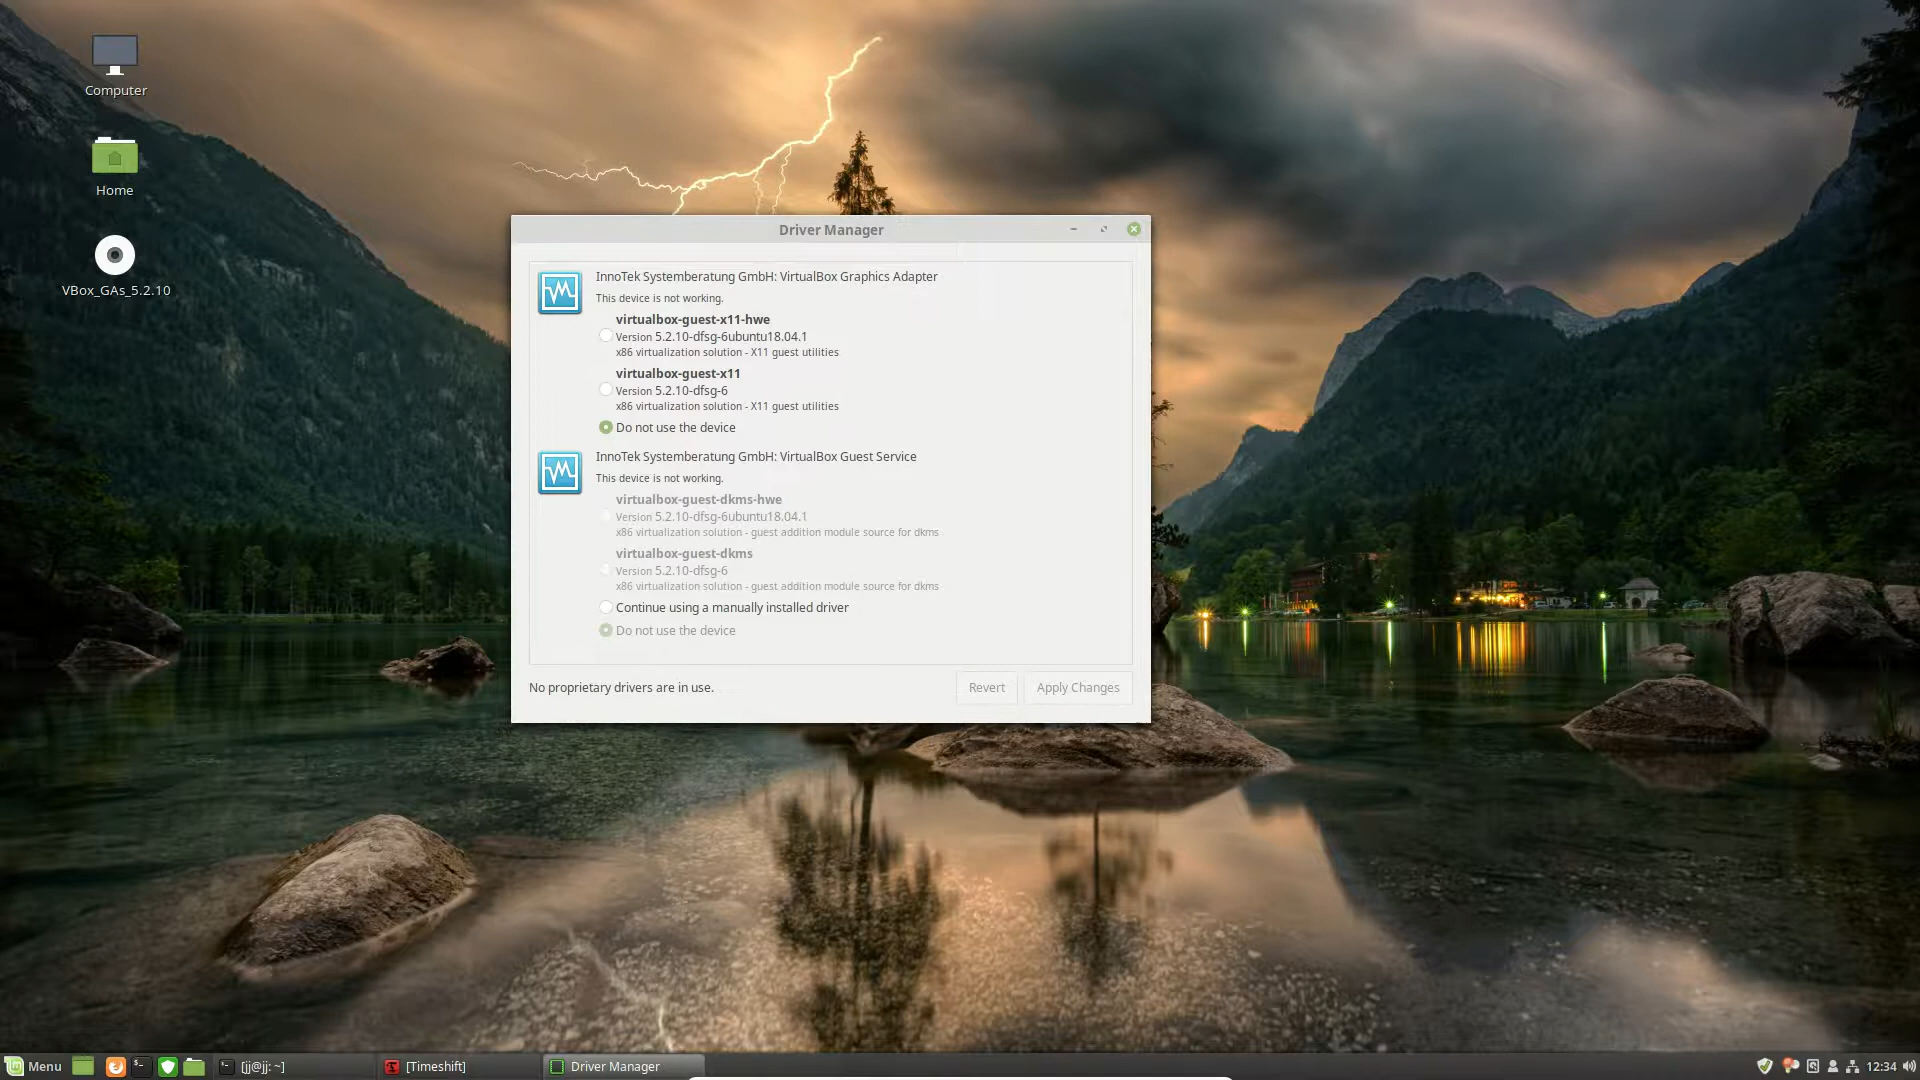 Computer
Home
VBox_GAs_5.2.10
Driver Manager
InnoTek Systemberatung GmbH: VirtualBox Graphics Adapter
This device is not working.
virtualbox-guest-x11-hwe
Version 5.2.10-dfsg-6ubuntu18.04.1
x86 virtualization solution - X11 guest utilities
virtualbox-guest-x11
Version 5.2.10-dfsg-6
x86 virtualization solution - X11 guest utilities
Do not use the device
InnoTek Systemberatung GmbH: VirtualBox Guest Service
This device is not working.
virtualbox-guest-dkms-hwe
Version 5.2.10-dfsg-6ubuntu18.04.1
x86 virtualization solution - guest addition module source for dkms
virtualbox-guest-dkms
Version 5.2.10-dfsg-6
x86 virtualization solution - guest addition module source for dkms
Continue using a manually installed driver
Do not use the device
No proprietary drivers are in use.
Revert
Apply Changes
Menu
[jj@jj: ~]
[Timeshift]
Driver Manager
12:34